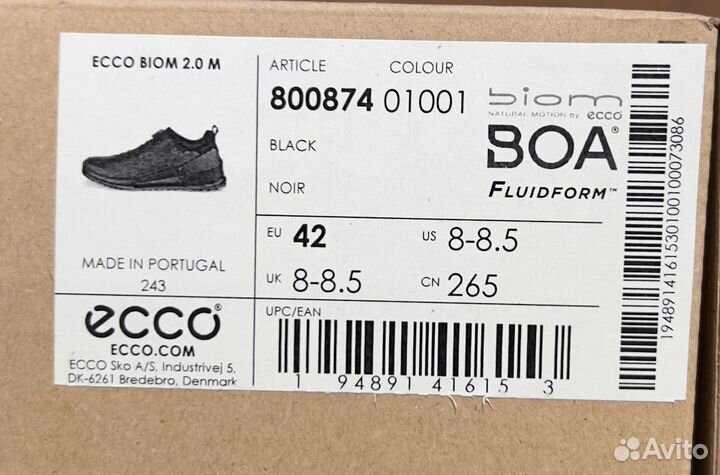 ECCO BIOM 2.0 M
MADE IN PORTUGAL
243
ecco®
ECCO.COM
ECCO Sko A/S, Industrivej 5,
DK-6261 Bredebro, Denmark
ARTICLE COLOUR
800874 01001
BLACK
NOIR
biom
NATURAL MOTION by ecco
BOA®
FLUIDFORM™
EU 42 US 8-8.5
UK 8-8.5 CN 265
UPC/EAN
1 94891 41615 3
19489141615301001000073086
Avito